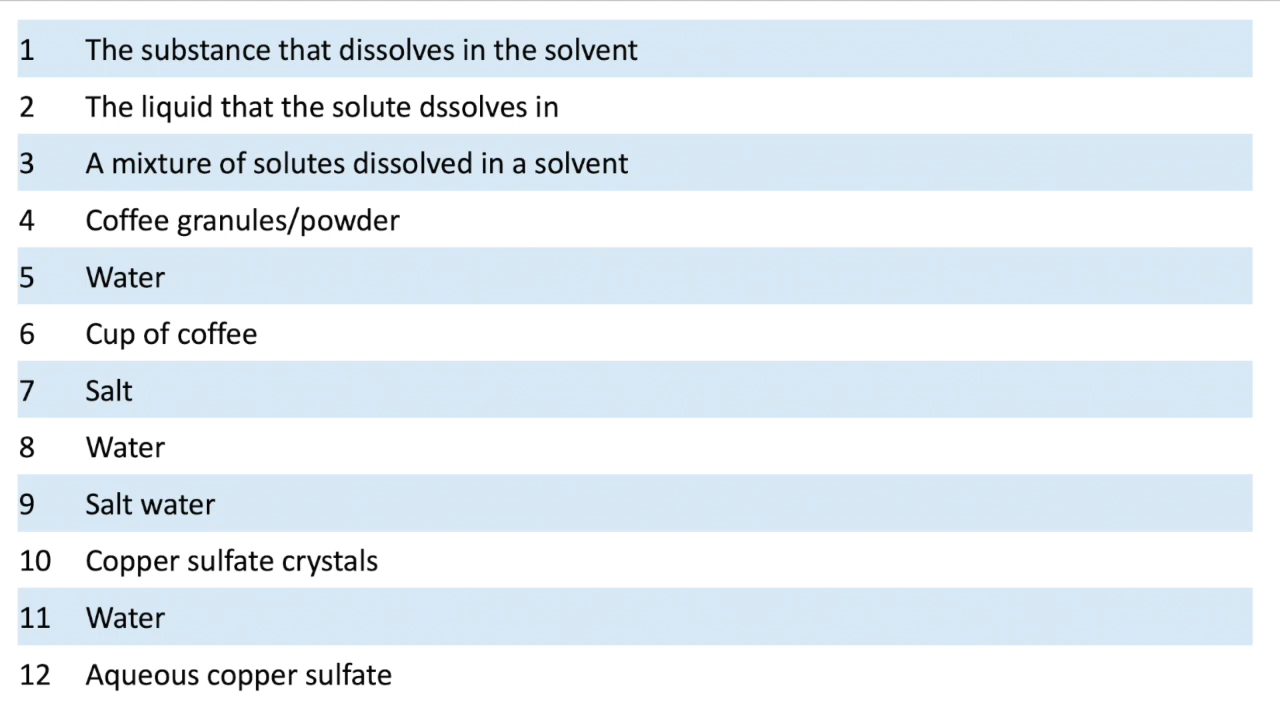 1 The substance that dissolves in the solvent
2 The liquid that the solute dssolves in
3 A mixture of solutes dissolved in a solvent
4 Coffee granules/powder
5 Water
6 Cup of coffee
7 Salt
8 Water
9 Salt water
10 Copper sulfate crystals
11 Water
12 Aqueous copper sulfate